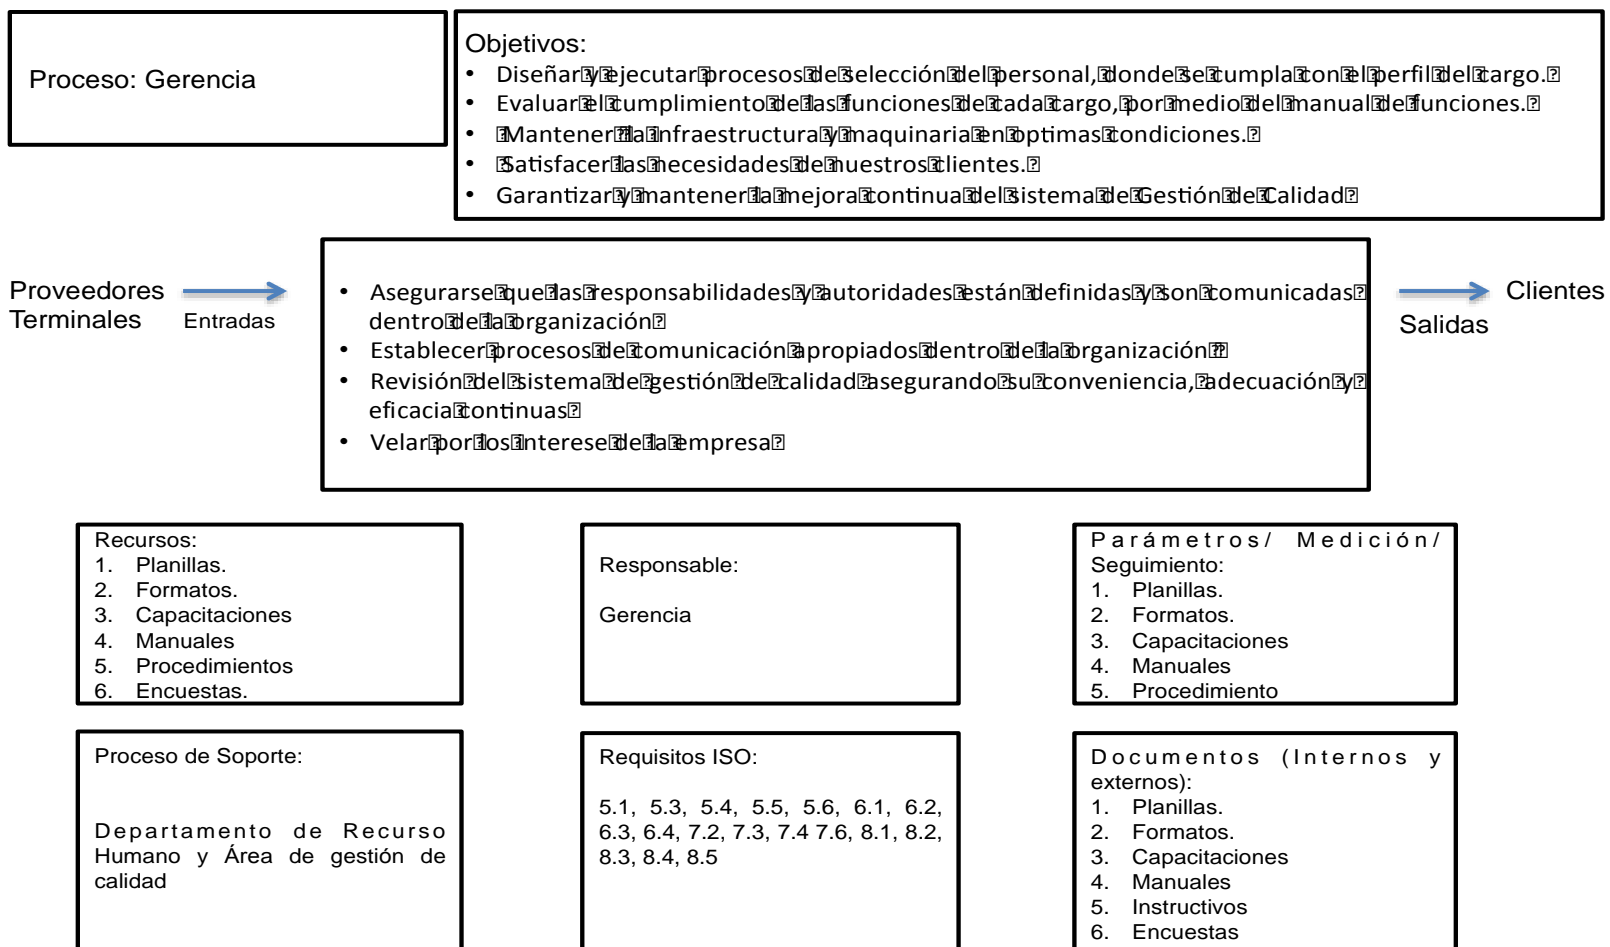 Proceso: Gerencia
Objetivos:
• Diseñar y ejecutar procesos de selección del personal, donde se cumpla con el perfil del cargo.
• Evaluar el cumplimiento de las funciones de cada cargo, por medio del manual de funciones.
• Mantener la infraestructura y maquinaria en optimas condiciones.
• Satisfacer las necesidades de nuestros clientes.
• Garantizar y mantener la mejora continua del sistema de Gestión de Calidad
Proveedores
Terminales
Entradas
• Asegurarse que las responsabilidades y autoridades están definidas y son comunicadas
dentro de la organización
• Establecer procesos de comunicación apropiados dentro de la organización
• Revisión del sistema de gestión de calidad asegurando su conveniencia, adecuación y
eficacia continuas
• Velar por los interese de la empresa
Clientes
Salidas
Recursos:
1. Planillas.
2. Formatos.
3. Capacitaciones
4. Manuales
5. Procedimientos
6. Encuestas.
Responsable:
Gerencia
Parámetros/ Medición/
Seguimiento:
1. Planillas.
2. Formatos.
3. Capacitaciones
4. Manuales
5. Procedimiento
Proceso de Soporte:
Departamento de Recurso
Humano y Área de gestión de
calidad
Requisitos ISO:
5.1, 5.3, 5.4, 5.5, 5.6, 6.1, 6.2,
6.3, 6.4, 7.2, 7.3, 7.4 7.6, 8.1, 8.2,
8.3, 8.4, 8.5
Documentos (Internos y
externos):
1. Planillas.
2. Formatos.
3. Capacitaciones
4. Manuales
5. Instructivos
6. Encuestas